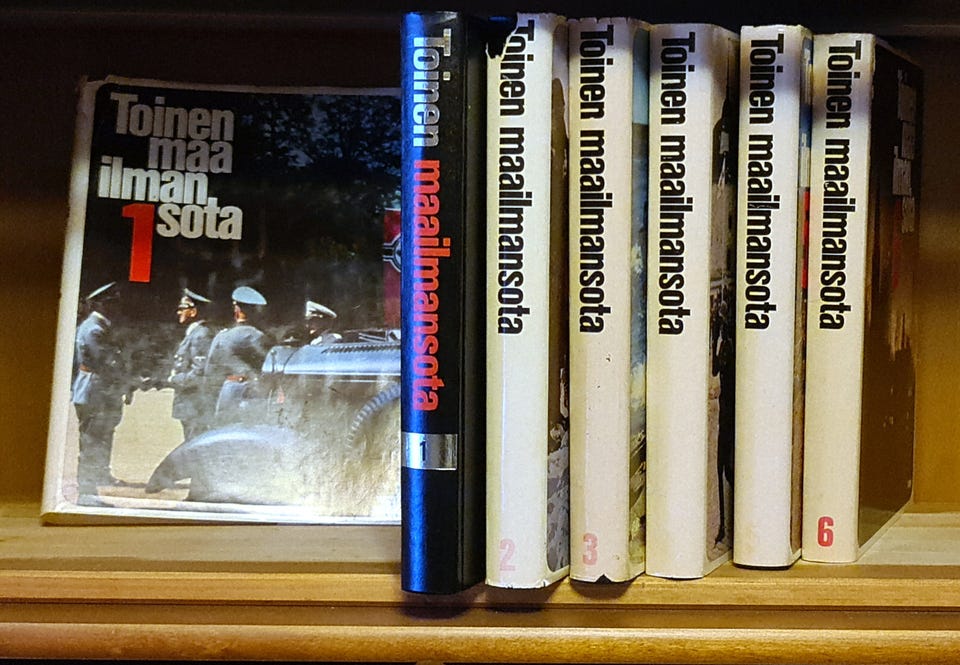 Toinen
maa
ilman
1 sota
Toinen maailmansota
1
Toinen maailmansota
2
Toinen maailmansota
3
Toinen maailmansota
Toinen maailmansota
Toinen maailmansota
6